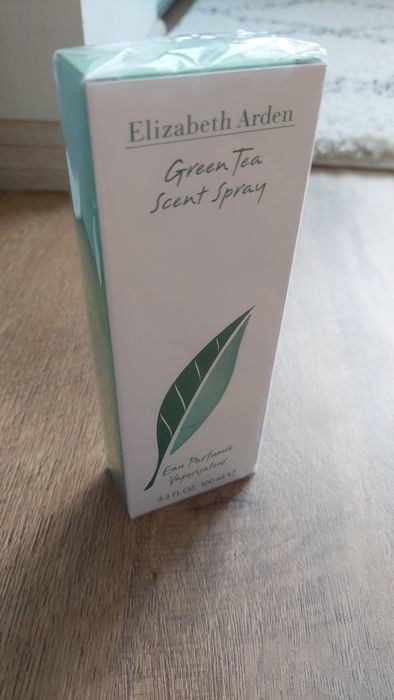 Elizabeth Arden
Green Tea
Scent Spray
Eau Parfumée
Vaporisateur
3.3 FL.OZ. 100 ml ℮